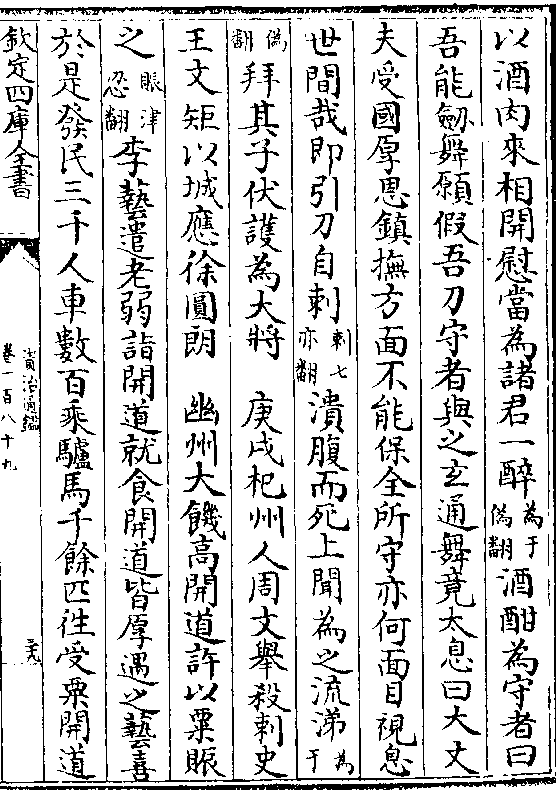 以酒肉來相開慰當為諸君一醉為于偽翻酒酣為守者曰
吾能劒舞願假吾刀守者與之玄通舞竟太息曰大丈
夫受國厚恩鎮撫方面不能保全所守亦何面目視息
世間哉即引刀自刺刺七亦翻潰腹而死上聞為之流涕為于
偽翻拜其子伏護為大將　庚戌杞州人周文舉殺刺史
王文矩以城應徐圓朗　幽州大饑高開道許以粟賑
之賑津忍翻李藝遣老弱詣開道就食開道皆厚遇之藝喜
於是發民三千人車數百乘驢馬千餘匹往受粟開道
欽定四庫全書
資治通鑑
卷一百八十九
三九